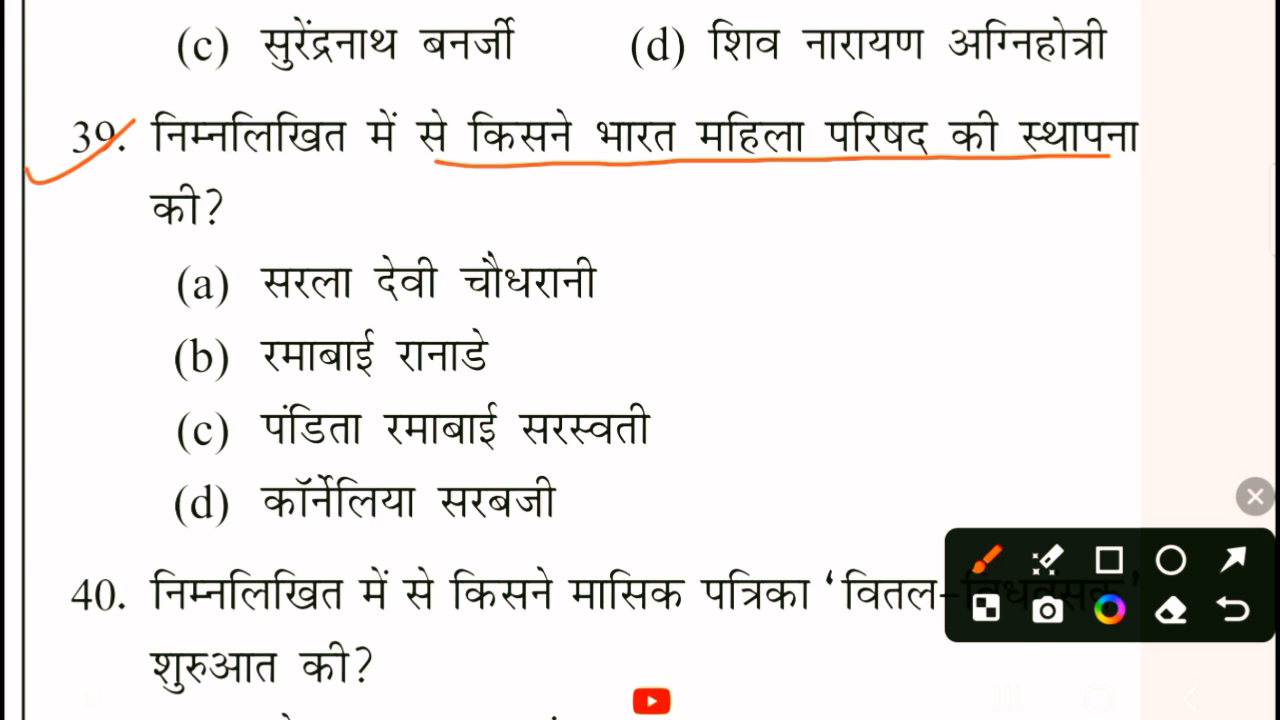 (c) सुरेंद्रनाथ बनर्जी (d) शिव नारायण अग्निहोत्री
39. निम्नलिखित में से किसने भारत महिला परिषद की स्थापना
की?
(a) सरला देवी चौधरानी
(b) रमाबाई रानाडे
(c) पंडिता रमाबाई सरस्वती
(d) कॉर्नेलिया सरबजी
40. निम्नलिखित में से किसने मासिक पत्रिका ‘वितल-
शुरुआत की?